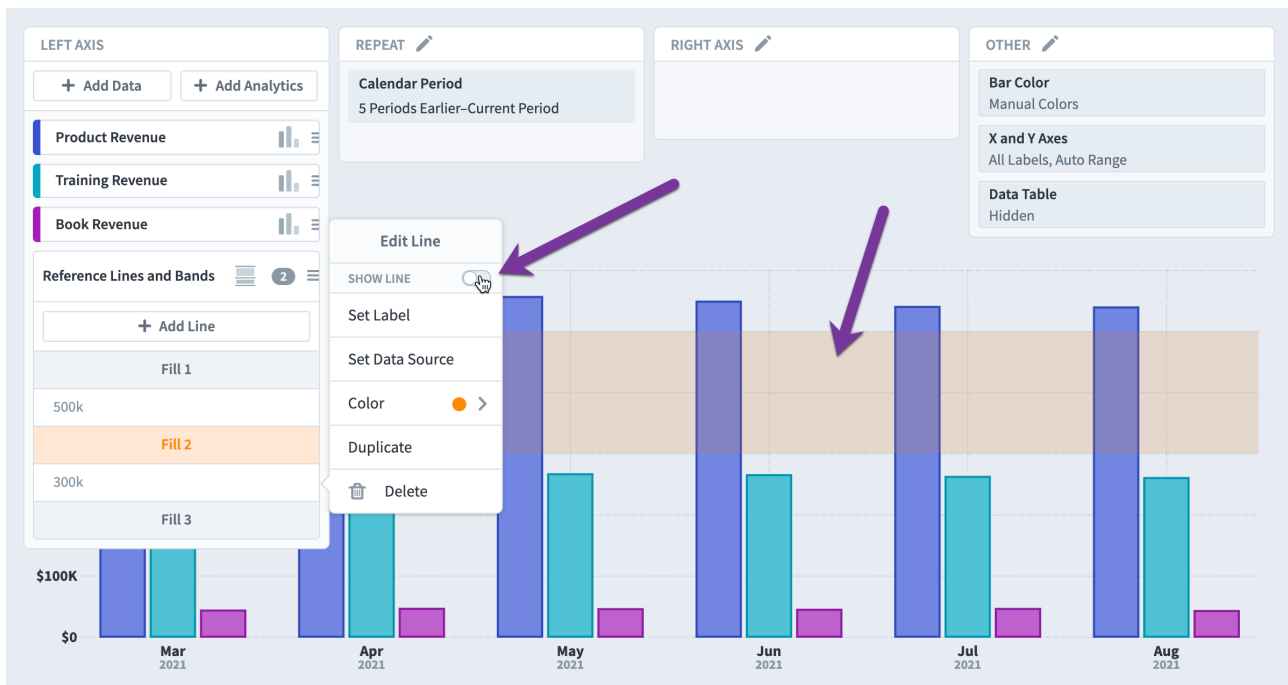 LEFT AXIS
Add Data
Add Analytics
Product Revenue
Training Revenue
Book Revenue
Reference Lines and Bands 2
Add Line
Fill 1
500k
Fill 2
300k
Fill 3
REPEAT
Calendar Period
5 Periods Earlier–Current Period
RIGHT AXIS
OTHER
Bar Color
Manual Colors
X and Y Axes
All Labels, Auto Range
Data Table
Hidden
Edit Line
SHOW LINE
Set Label
Set Data Source
Color
Duplicate
Delete
$100K
$0
Mar
2021
Apr
2021
May
2021
Jun
2021
Jul
2021
Aug
2021